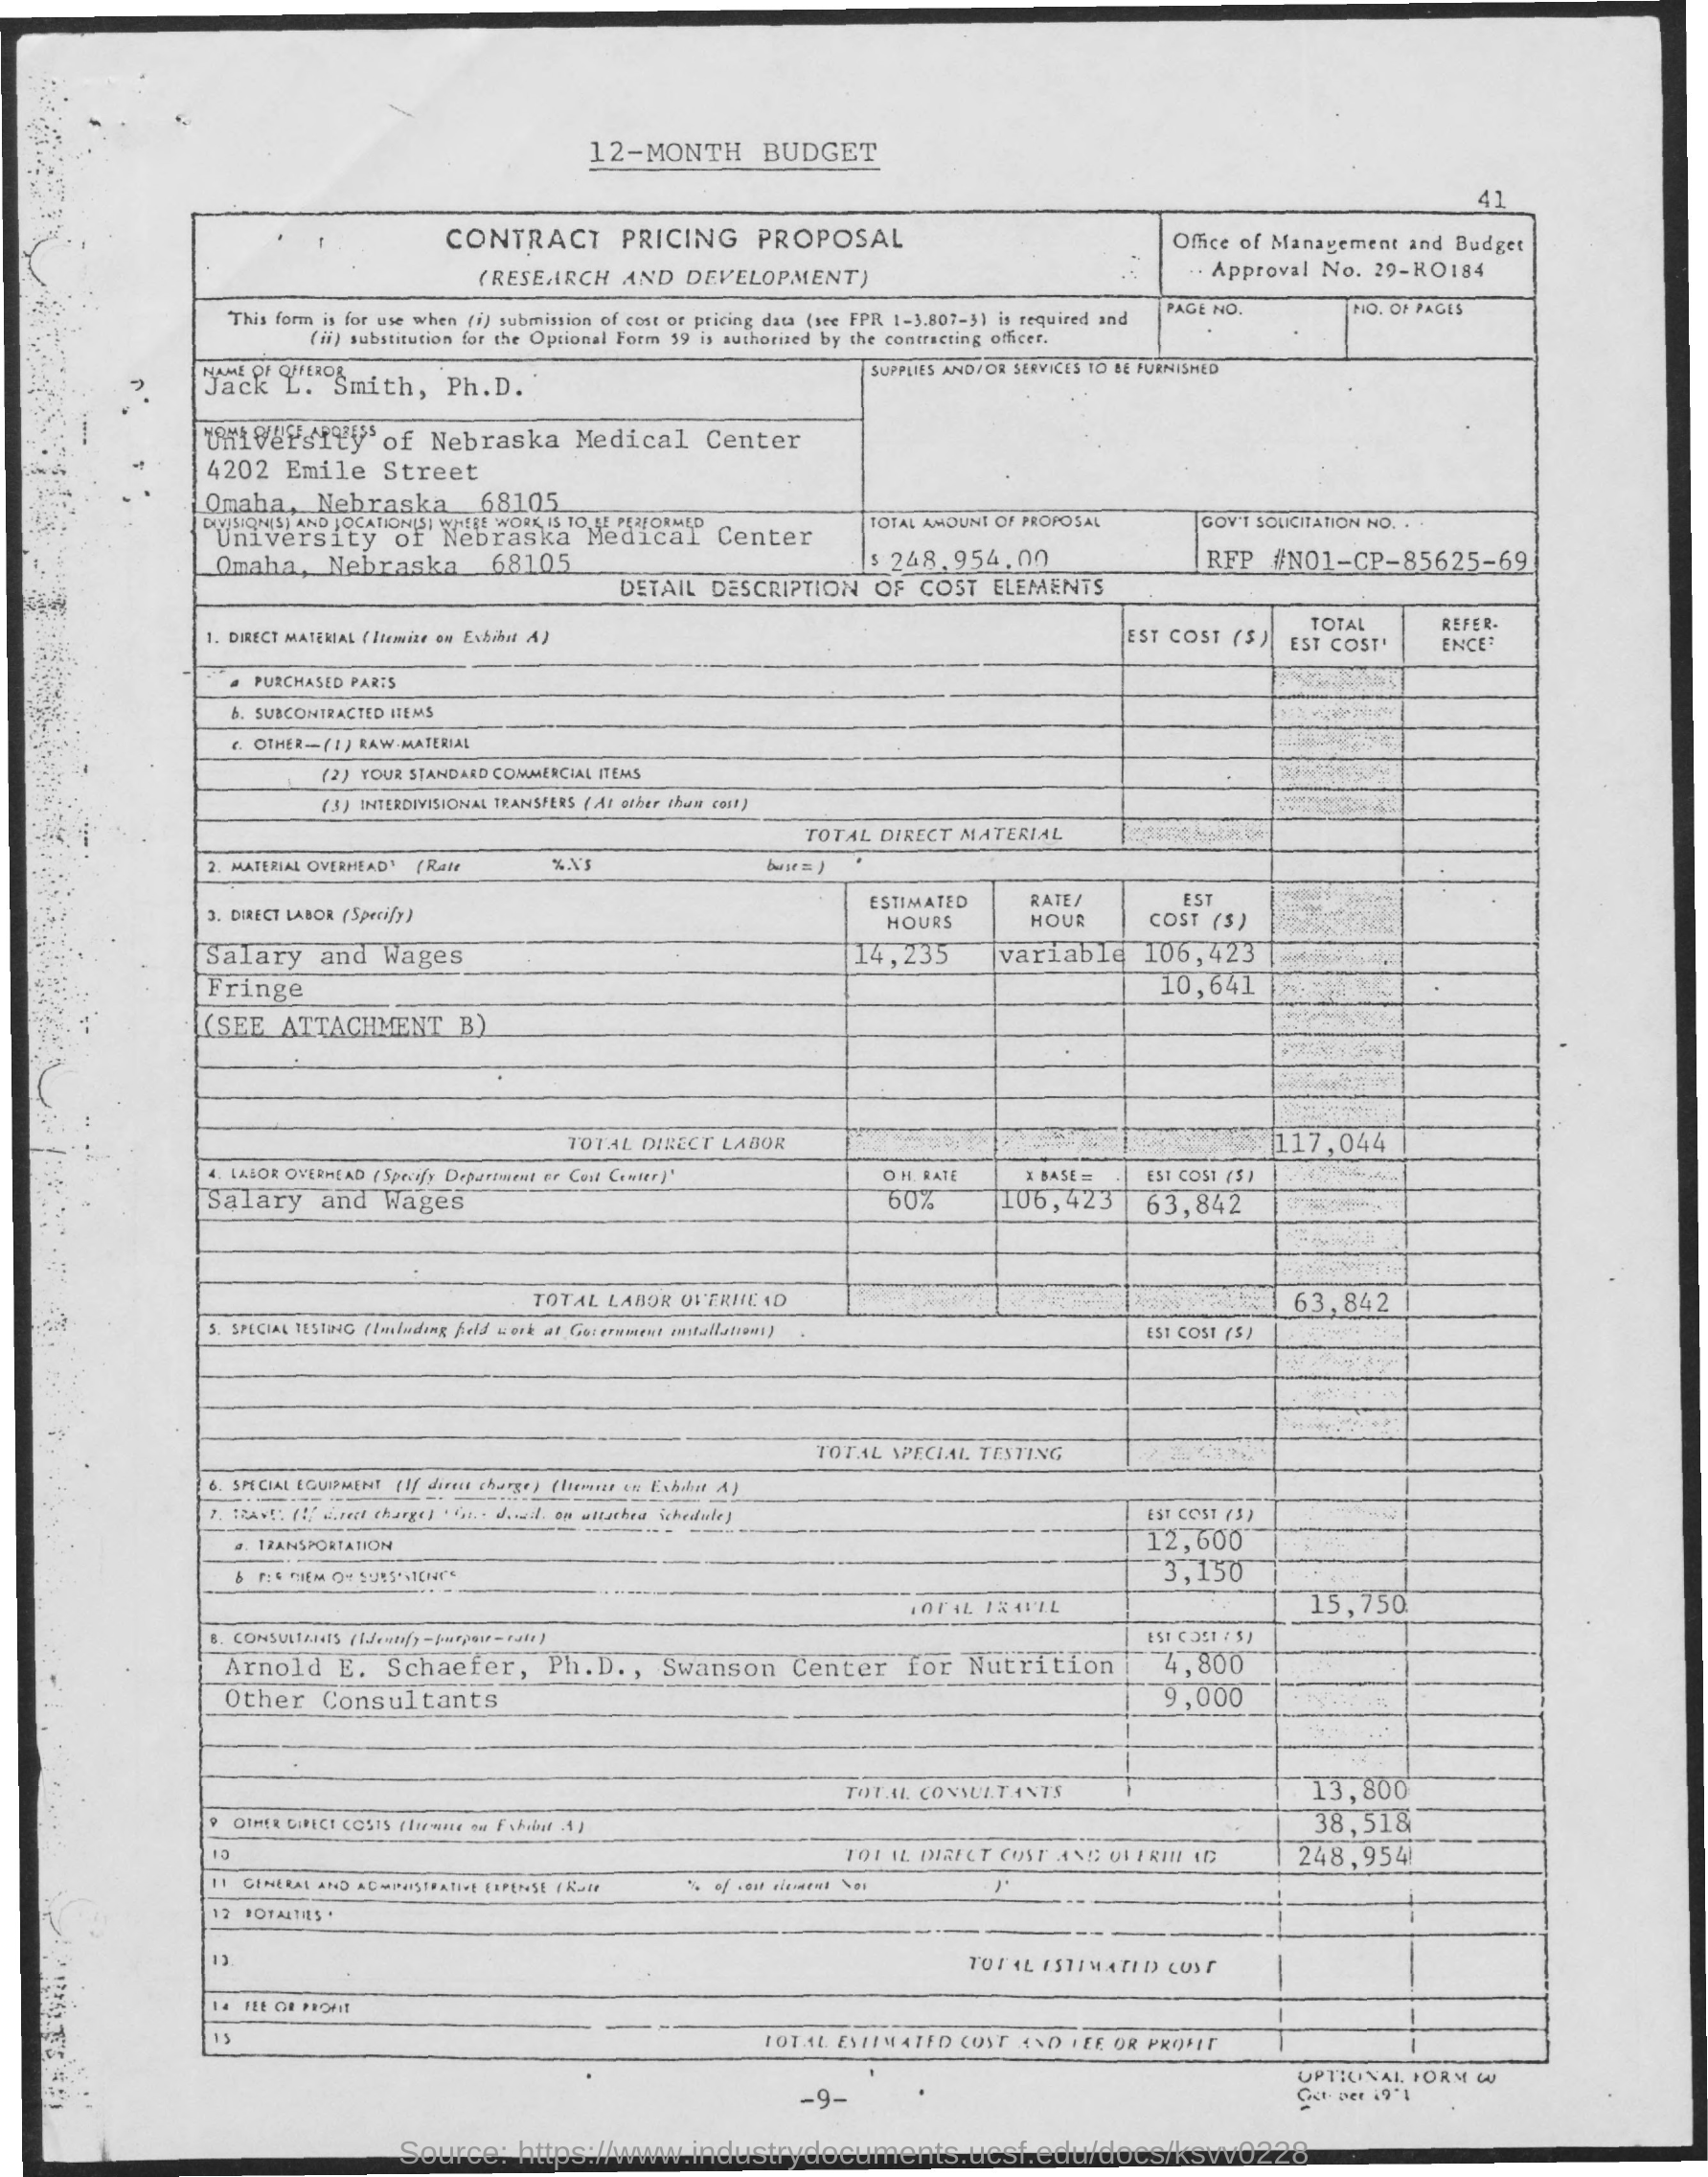 12-MONTH BUDGET
41
CONTRACT PRICING PROPOSAL
(RESEARCH AND DEVELOPMENT)
Office of Management and Budget
Approval No. 29-RO184
This form is for use when (i) submission of cost or pricing data (see FPR 1-3.807-3) is required and
(ii) substitution for the Optional Form 59 is authorized by the contracting officer.
PAGE NO.
NO. OF PAGES
NAME OF OFFEROR
Jack L. Smith, Ph.D.
SUPPLIES AND/OR SERVICES TO BE FURNISHED
HOME OFFICE ADDRESS
University of Nebraska Medical Center
4202 Emile Street
Omaha, Nebraska 68105
DIVISION(S) AND LOCATION(S) WHERE WORK IS TO BE PERFORMED
University of Nebraska Medical Center
Omaha, Nebraska 68105
TOTAL AMOUNT OF PROPOSAL
$ 248,954.00
GOV'T SOLICITATION NO.
RFP #N01-CP-85625-69
DETAIL DESCRIPTION OF COST ELEMENTS
1. DIRECT MATERIAL (Itemize on Exhibit A) EST COST ($) TOTAL EST COST¹ REFER-ENCE²
a PURCHASED PARTS
b. SUBCONTRACTED ITEMS
c. OTHER—(1) RAW MATERIAL
(2) YOUR STANDARD COMMERCIAL ITEMS
(3) INTERDIVISIONAL TRANSFERS (At other than cost)
TOTAL DIRECT MATERIAL
2. MATERIAL OVERHEAD³ (Rate %X$ base=)
3. DIRECT LABOR (Specify) ESTIMATED HOURS RATE/HOUR EST COST ($)
Salary and Wages 14,235 variable 106,423
Fringe 10,641
(SEE ATTACHMENT B)
TOTAL DIRECT LABOR 117,044
4. LABOR OVERHEAD (Specify Department or Cost Center)³ O.H. RATE X BASE= EST COST ($)
Salary and Wages 60% 106,423 63,842
TOTAL LABOR OVERHEAD 63,842
5. SPECIAL TESTING (Including field work at Government installations) EST COST ($)
TOTAL SPECIAL TESTING
6. SPECIAL EQUIPMENT (If direct charge) (Itemize on Exhibit A)
7. TRAVEL (If direct charge) (Give details on attached Schedule) EST COST ($)
a. TRANSPORTATION 12,600
b PER DIEM OR SUBSISTENCE 3,150
TOTAL TRAVEL 15,750
8. CONSULTANTS (Identify-purpose-rate) EST COST ($)
Arnold E. Schaefer, Ph.D., Swanson Center for Nutrition 4,800
Other Consultants 9,000
TOTAL CONSULTANTS 13,800
9 OTHER DIRECT COSTS (Itemize on Exhibit A) 38,518
10 TOTAL DIRECT COST AND OVERHEAD 248,954
11 GENERAL AND ADMINISTRATIVE EXPENSE (Rate % of cost element Nos )³
12 ROYALTIES
13. TOTAL ESTIMATED COST
14 FEE OR PROFIT
15 TOTAL ESTIMATED COST AND FEE OR PROFIT
-9-
OPTIONAL FORM 60
October 1971
Source: https://www.industrydocuments.ucsf.edu/docs/ksvv0228